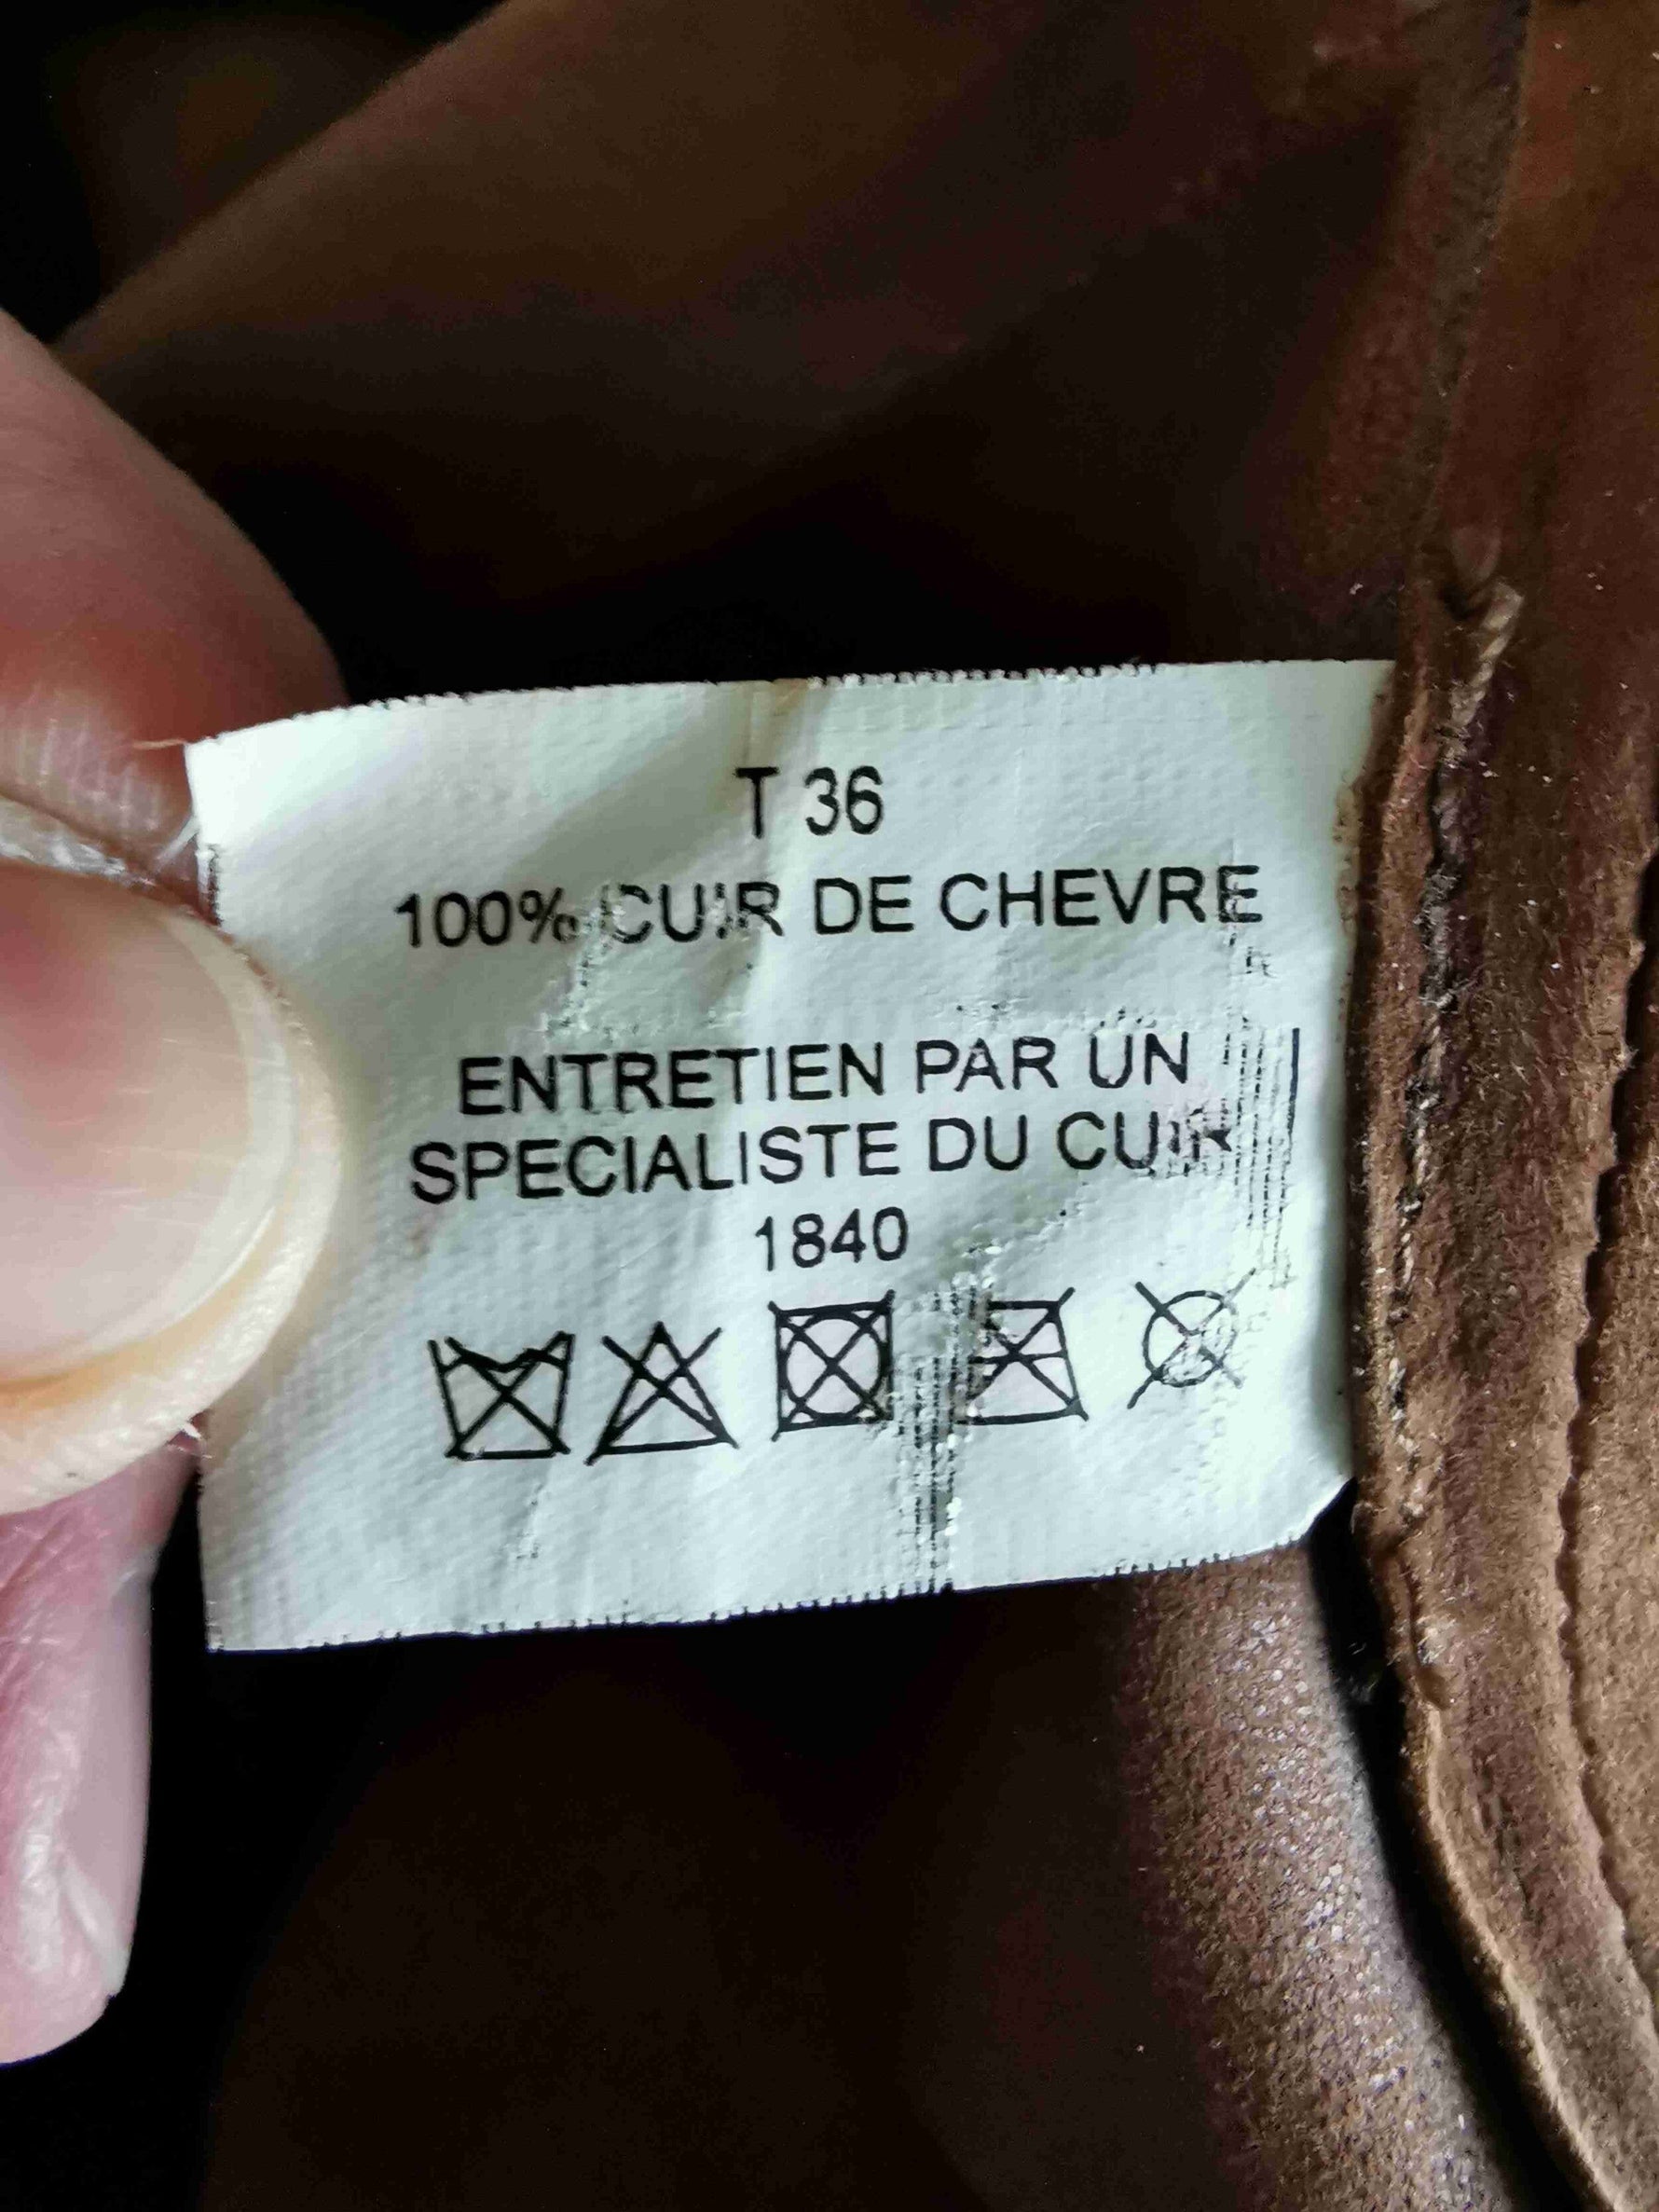 T 36
100% CUIR DE CHEVRE
ENTRETIEN PAR UN
SPECIALISTE DU CUIR
1840